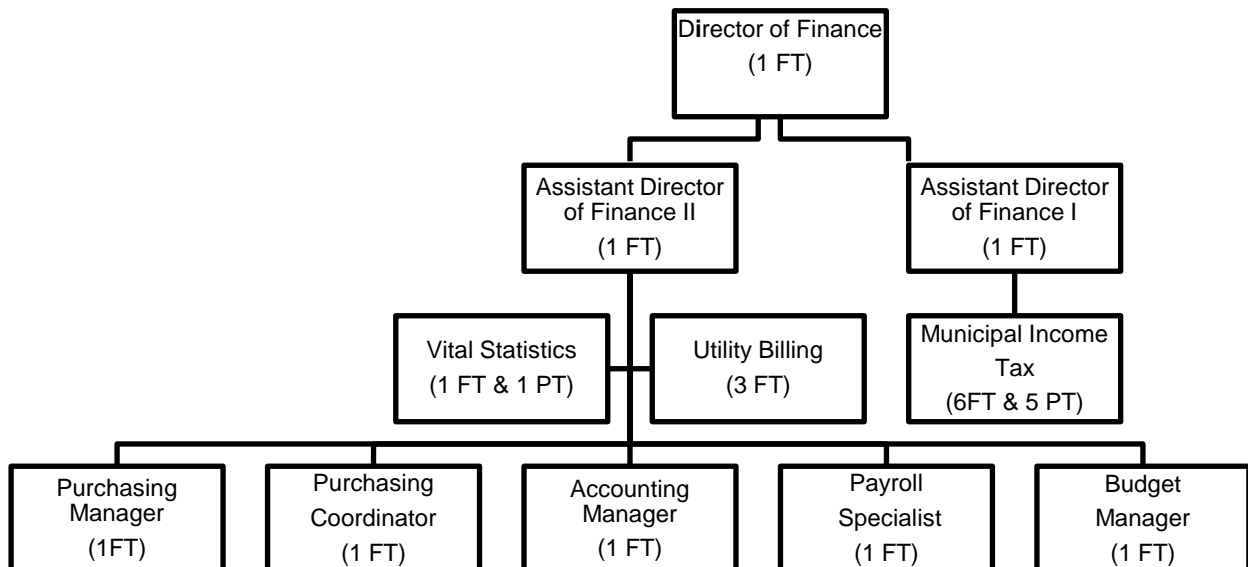 Director of Finance
(1 FT)
Assistant Director
of Finance II
(1 FT)
Assistant Director
of Finance I
(1 FT)
Vital Statistics
(1 FT & 1 PT)
Utility Billing
(3 FT)
Municipal Income
Tax
(6FT & 5 PT)
Purchasing
Manager
(1FT)
Purchasing
Coordinator
(1 FT)
Accounting
Manager
(1 FT)
Payroll
Specialist
(1 FT)
Budget
Manager
(1 FT)